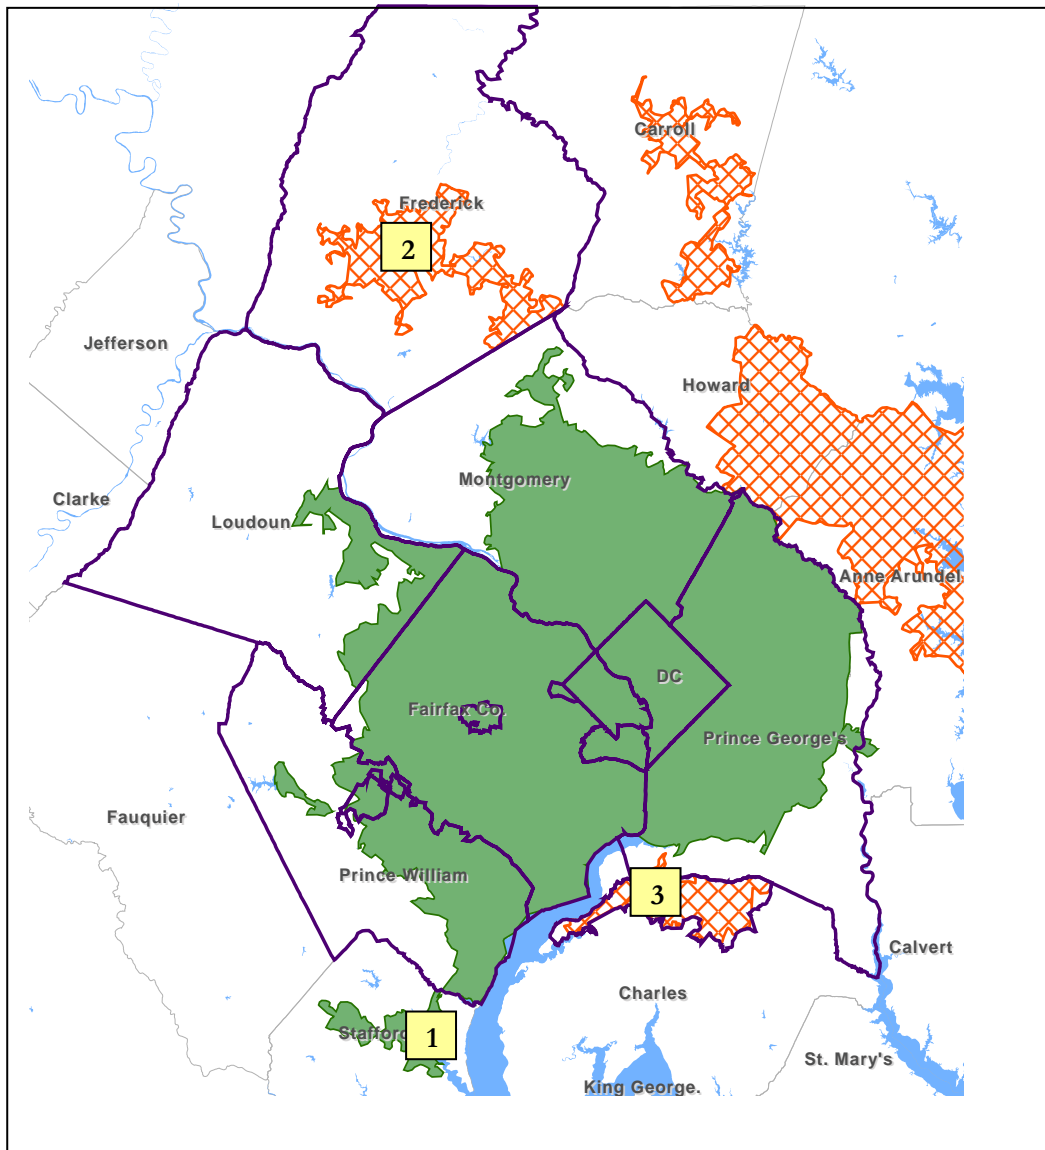 Carroll
Frederick
2
Jefferson
Howard
Montgomery
Clarke
Loudoun
Anne Arundel
DC
Fairfax Co.
Prince George's
Fauquier
Prince William
3
Calvert
Charles
Stafford
1
St. Mary's
King George.